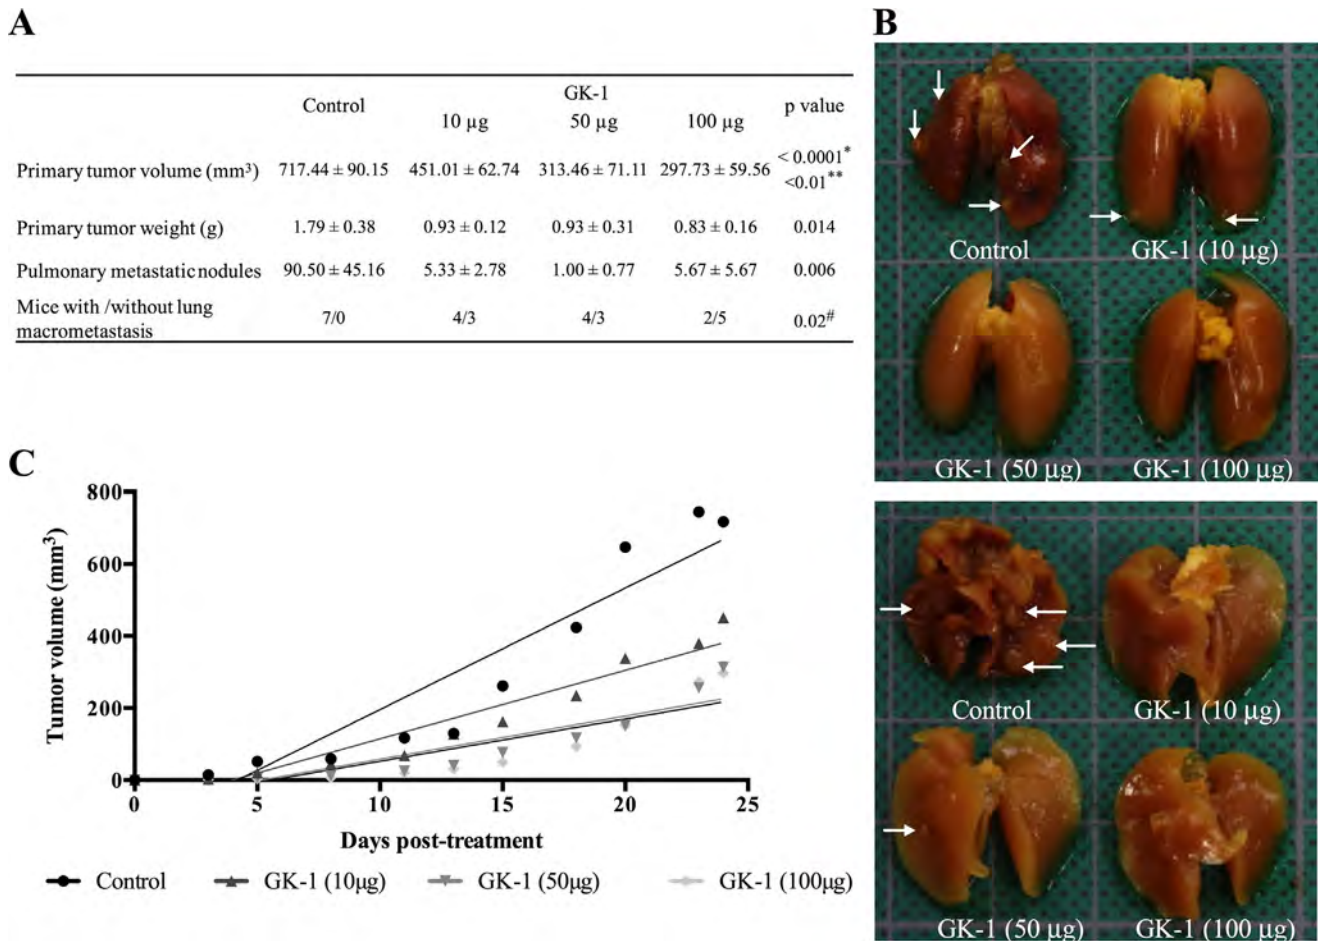 A
Control GK-1 p value
10 µg 50 µg 100 µg
Primary tumor volume (mm³) 717.44 ± 90.15 451.01 ± 62.74 313.46 ± 71.11 297.73 ± 59.56 < 0.0001* <0.01**
Primary tumor weight (g) 1.79 ± 0.38 0.93 ± 0.12 0.93 ± 0.31 0.83 ± 0.16 0.014
Pulmonary metastatic nodules 90.50 ± 45.16 5.33 ± 2.78 1.00 ± 0.77 5.67 ± 5.67 0.006
Mice with /without lung
macrometastasis 7/0 4/3 4/3 2/5 0.02#
B
Control GK-1 (10 µg)
GK-1 (50 µg) GK-1 (100 µg)
Control GK-1 (10 µg)
GK-1 (50 µg) GK-1 (100 µg)
C
Tumor volume (mm³)
800
600
400
200
0
0 5 10 15 20 25
Days post-treatment
Control GK-1 (10µg) GK-1 (50µg) GK-1 (100µg)